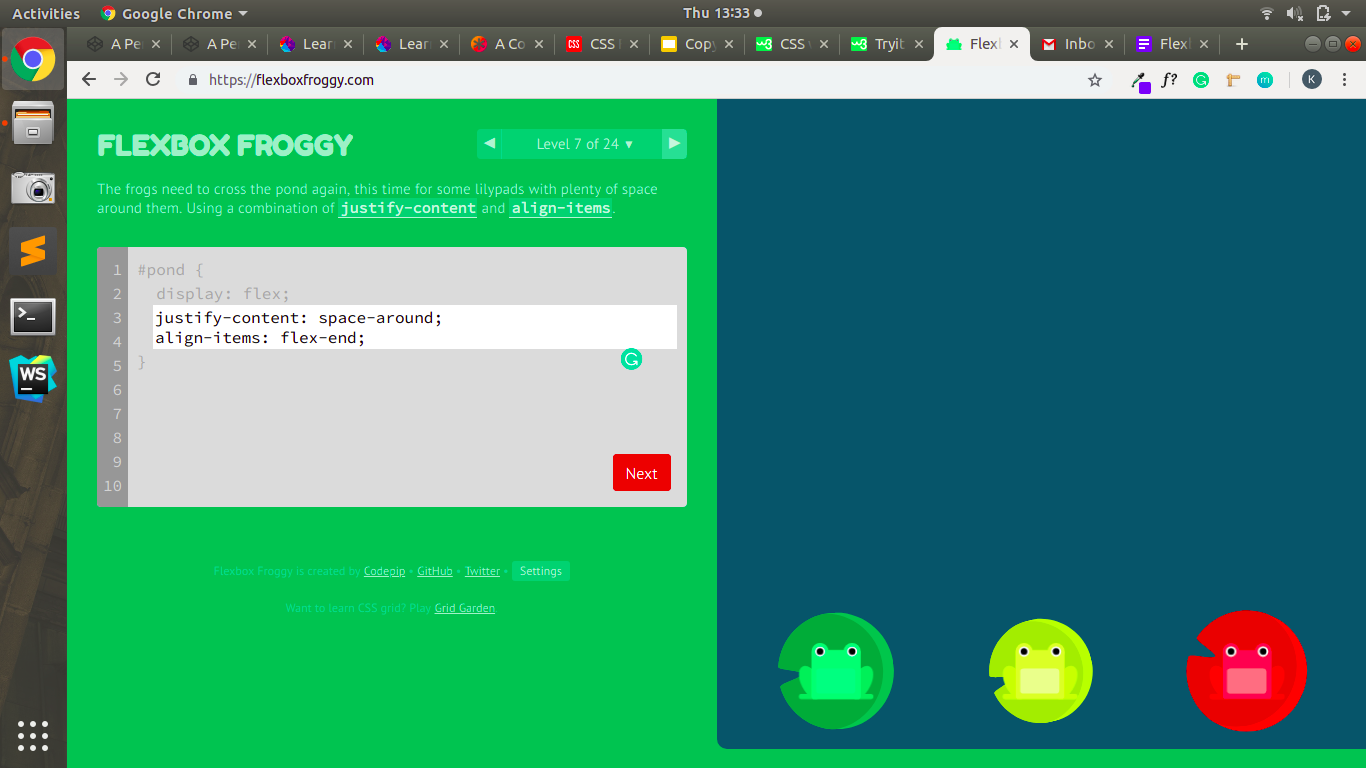 Activities Google Chrome Thu 13:33
A Pe A Pe Lear Lear A Co CSS Copy CSS Tryit Flex Inbo Flex
https://flexboxfroggy.com f? K
FLEXBOX FROGGY
Level 7 of 24
The frogs need to cross the pond again, this time for some lilypads with plenty of space
around them. Using a combination of justify-content and align-items.
1 #pond {
2 display: flex;
3 justify-content: space-around;
4 align-items: flex-end;
5 }
6
7
8
9
10
Next
Flexbox Froggy is created by Codepip • GitHub • Twitter • Settings
Want to learn CSS grid? Play Grid Garden
WS